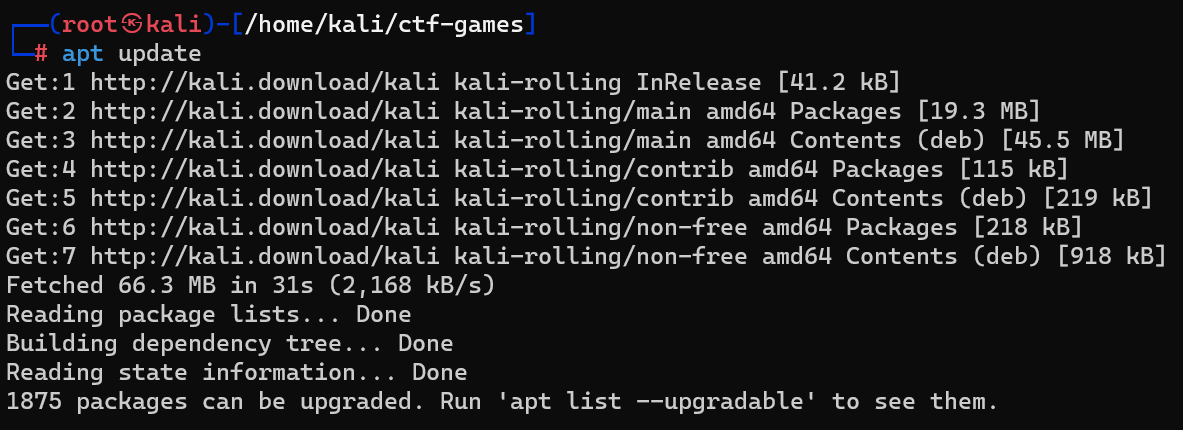 ┌──(root㉿kali)-[/home/kali/ctf-games]
└─# apt update
Get:1 http://kali.download/kali kali-rolling InRelease [41.2 kB]
Get:2 http://kali.download/kali kali-rolling/main amd64 Packages [19.3 MB]
Get:3 http://kali.download/kali kali-rolling/main amd64 Contents (deb) [45.5 MB]
Get:4 http://kali.download/kali kali-rolling/contrib amd64 Packages [115 kB]
Get:5 http://kali.download/kali kali-rolling/contrib amd64 Contents (deb) [219 kB]
Get:6 http://kali.download/kali kali-rolling/non-free amd64 Packages [218 kB]
Get:7 http://kali.download/kali kali-rolling/non-free amd64 Contents (deb) [918 kB]
Fetched 66.3 MB in 31s (2,168 kB/s)
Reading package lists... Done
Building dependency tree... Done
Reading state information... Done
1875 packages can be upgraded. Run 'apt list --upgradable' to see them.